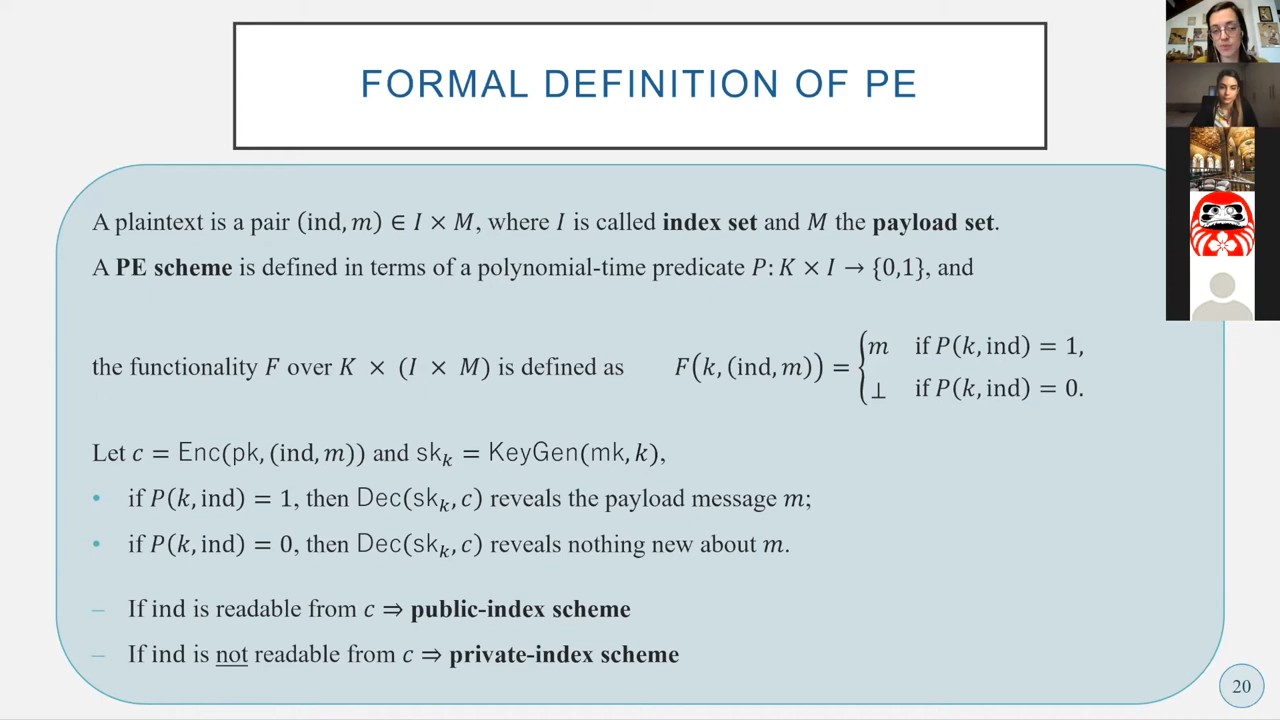 FORMAL DEFINITION OF PE
A plaintext is a pair (ind, m) ∈ I × M, where I is called index set and M the payload set.
A PE scheme is defined in terms of a polynomial-time predicate P: K × I → {0,1}, and
the functionality F over K × (I × M) is defined as F(k, (ind, m)) = { m if P(k, ind) = 1,
⊥ if P(k, ind) = 0.
Let c = Enc(pk, (ind, m)) and skₖ = KeyGen(mk, k),
• if P(k, ind) = 1, then Dec(skₖ, c) reveals the payload message m;
• if P(k, ind) = 0, then Dec(skₖ, c) reveals nothing new about m.
– If ind is readable from c ⇒ public-index scheme
– If ind is not readable from c ⇒ private-index scheme
20